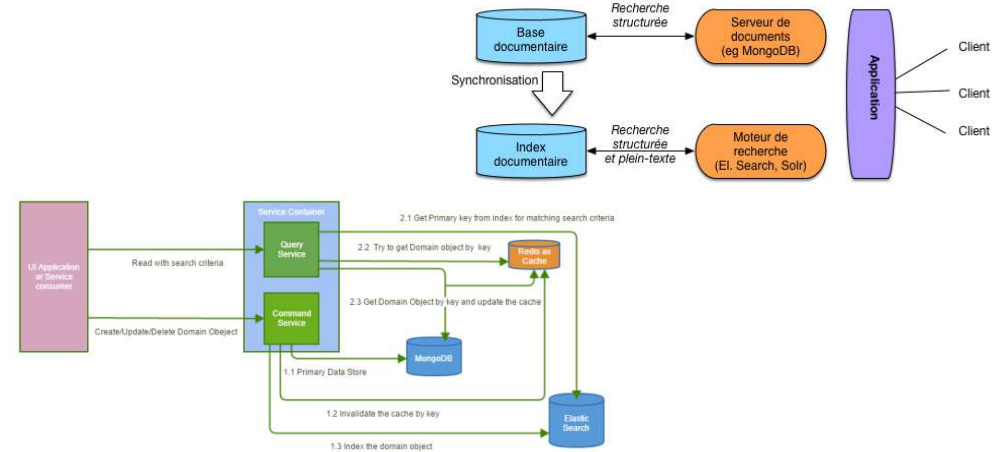 Base
documentaire
Recherche
structurée
Serveur de
documents
(eg MongoDB)
Synchronisation
Application
Client
Client
Client
Index
documentaire
Recherche
structurée
et plein-texte
Moteur de
recherche
(El. Search, Solr)
UI Application
or Service
consumer
Read with search criteria
Create/Update/Delete Domain Obeject
Service Container
Query
Service
Command
Service
2.1 Get Primary key from index for matching search criteria
2.2 Try to get Domain object by key
Redis as
Cache
2.3 Get Domain Object by key and update the cache
MongoDB
1.1 Primary Data Store
1.2 Invalidate the cache by key
Elastic
Search
1.3 Index the domain object